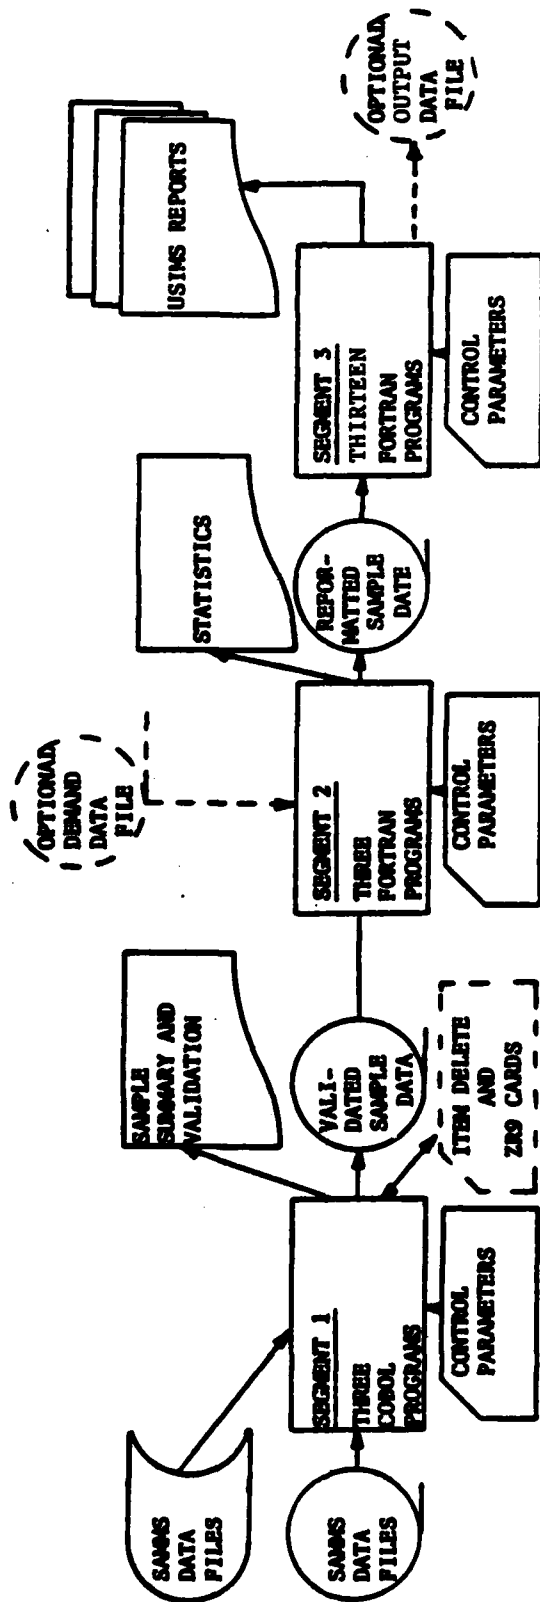 SAMMS
DATA
FILES
SAMMS
DATA
FILES
SEGMENT 1
THREE
COBOL
PROGRAMS
CONTROL
PARAMETERS
SAMPLE
SUMMARY AND
VALIDATION
VALI-
DATED
SAMPLE
DATA
ITEM DELETE
AND
ZR9 CARDS
OPTIONAL
DEMAND
DATA
FILE
SEGMENT 2
THREE
FORTRAN
PROGRAMS
CONTROL
PARAMETERS
STATISTICS
REFOR-
MATTED
SAMPLE
DATE
SEGMENT 3
THIRTEEN
FORTRAN
PROGRAMS
CONTROL
PARAMETERS
USIMS REPORTS
OPTIONAL
OUTPUT
DATA
FILE